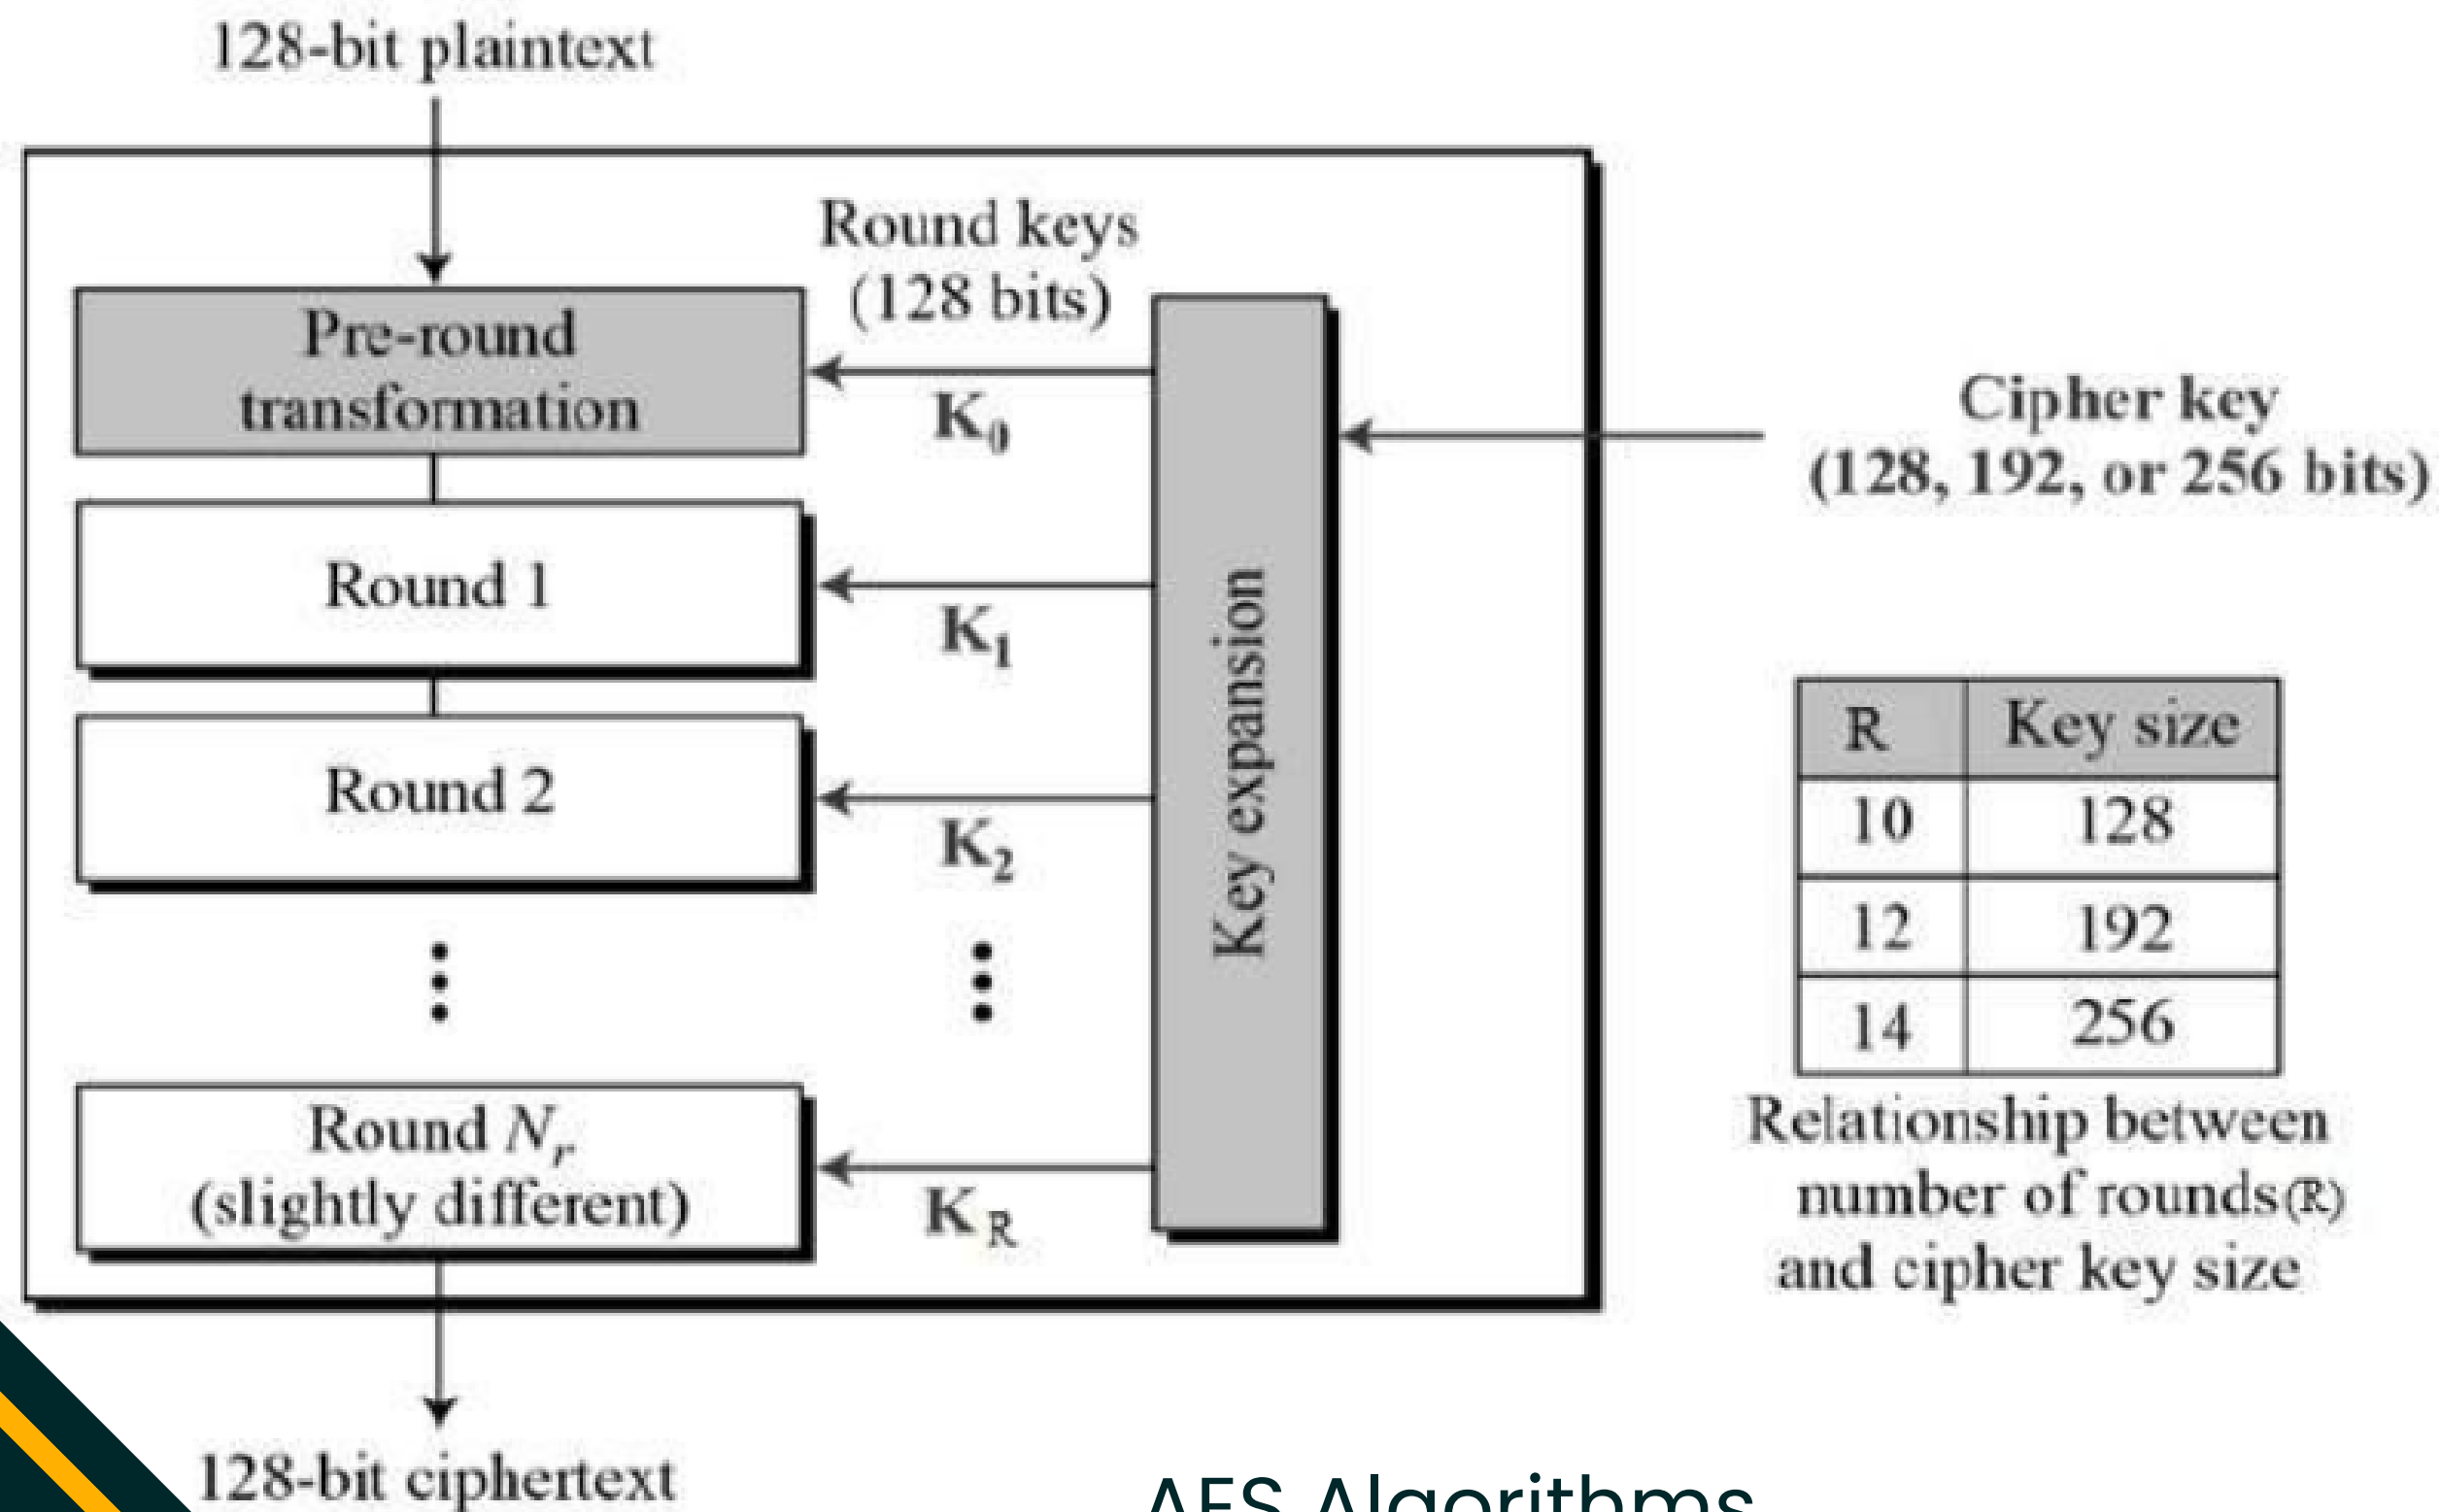 128-bit plaintext
Round keys
(128 bits)
Pre-round
transformation
K0
Cipher key
(128, 192, or 256 bits)
Round 1
K1
Key expansion
Round 2
K2
R Key size
10 128
12 192
14 256
Relationship between
number of rounds(R)
and cipher key size
Round Nr
(slightly different)
KR
128-bit ciphertext
AES Algorithms